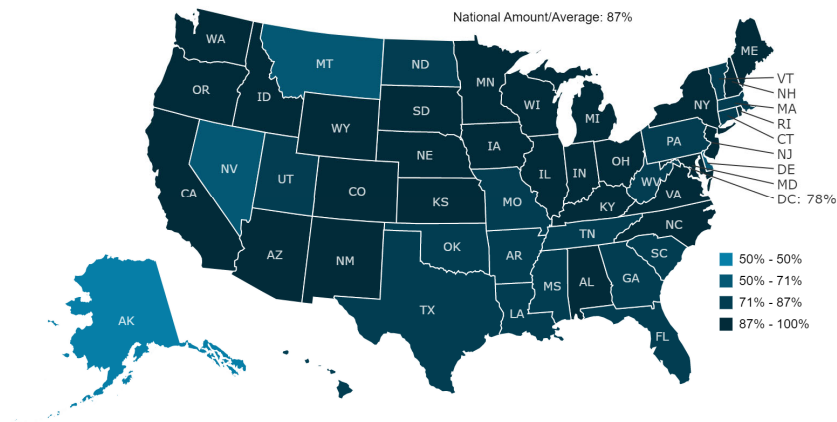 National Amount/Average: 87%
WA
MT
ND
MN
ME
VT
NH
MA
RI
CT
NJ
DE
MD
DC: 78%
OR
ID
SD
WI
MI
NY
WY
IA
PA
NE
IL
IN
OH
NV
UT
CO
KS
MO
KY
WV
VA
CA
AZ
NM
OK
AR
TN
NC
SC
MS
AL
GA
TX
LA
FL
AK
50% - 50%
50% - 71%
71% - 87%
87% - 100%